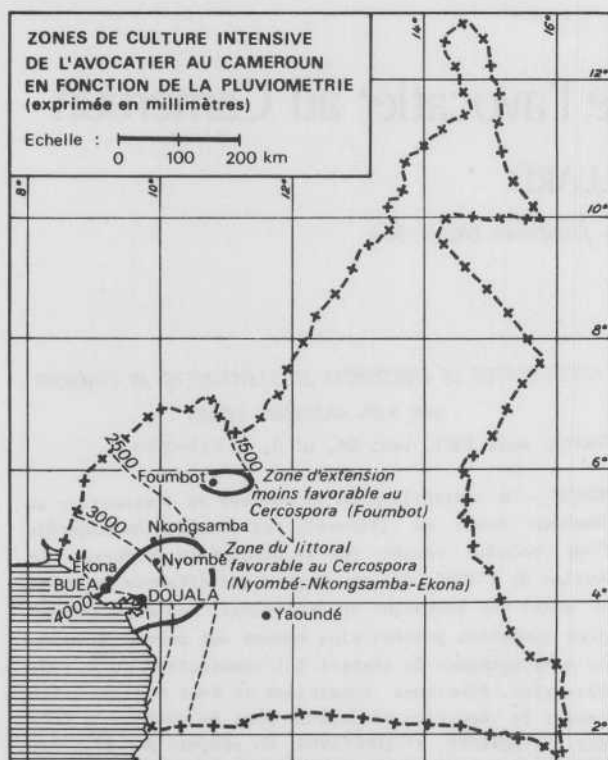 ZONES DE CULTURE INTENSIVE
DE L'AVOCATIER AU CAMEROUN
EN FONCTION DE LA PLUVIOMETRIE
(exprimée en millimètres)
Echelle :
0 100 200 km
14°
16°
12°
8°
10°
12°
10°
8°
2500
1500
6°
Foumbot
Zone d'extension
moins favorable au
Cercospora (Foumbot)
3000
Nkongsamba
Zone du littoral
favorable au Cercospora
(Nyombé-Nkongsamba-Ekona)
Nyombé
Ekona
BUEA
DOUALA
4°
4000
Yaoundé
2°